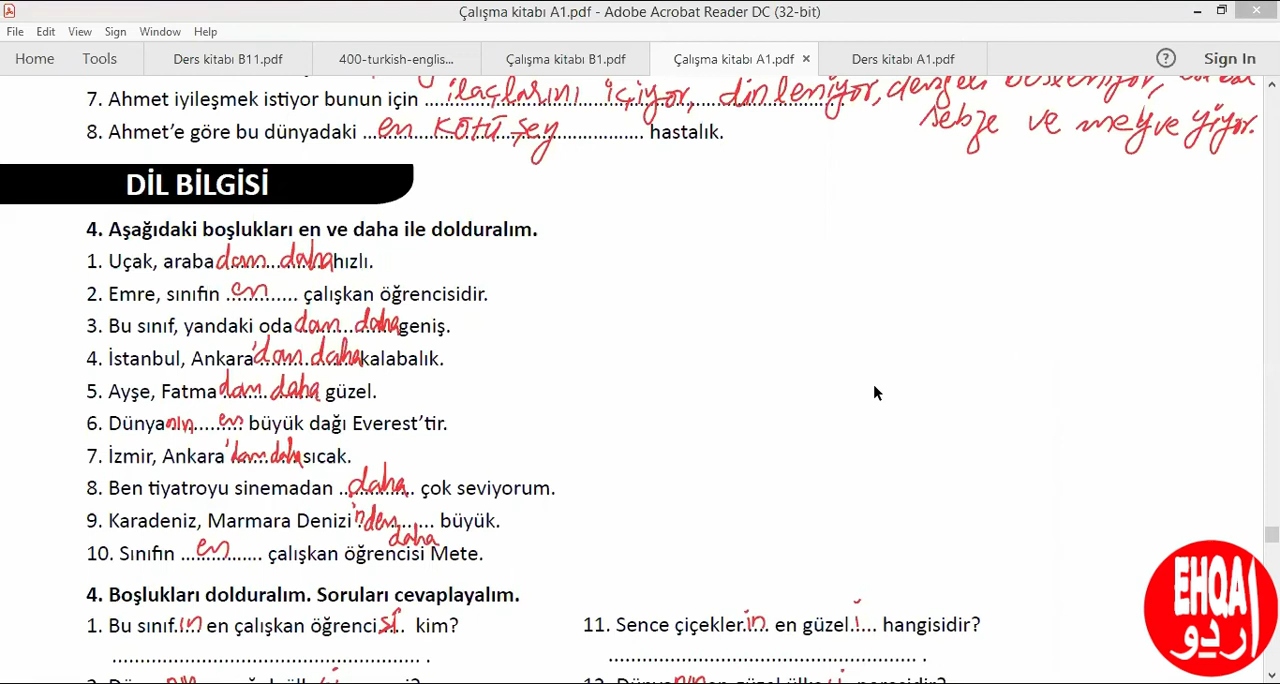 Çalışma kitabı A1.pdf - Adobe Acrobat Reader DC (32-bit)
File Edit View Sign Window Help
Home Tools Ders kitabı B11.pdf 400-turkish-englis... Çalışma kitabı B1.pdf Çalışma kitabı A1.pdf × Ders kitabı A1.pdf ? Sign In
7. Ahmet iyileşmek istiyor bunun için ilaçlarını içiyor, dinleniyor,
sebze ve meyve yiyor.
8. Ahmet'e göre bu dünyadaki ... en kötü şey ... hastalık.
DİL BİLGİSİ
4. Aşağıdaki boşlukları en ve daha ile dolduralım.
1. Uçak, arabadan daha hızlı.
2. Emre, sınıfın en çalışkan öğrencisidir.
3. Bu sınıf, yandaki odadan daha geniş.
4. İstanbul, Ankara'dan daha kalabalık.
5. Ayşe, Fatmadan daha güzel.
6. Dünyanın en büyük dağı Everest'tir.
7. İzmir, Ankara'dan daha sıcak.
8. Ben tiyatroyu sinemadan daha çok seviyorum.
9. Karadeniz, Marmara Denizi'nden daha büyük.
10. Sınıfın en çalışkan öğrencisi Mete.
4. Boşlukları dolduralım. Soruları cevaplayalım.
1. Bu sınıf..ın.. en çalışkan öğrenci.si.. kim?
11. Sence çiçekler.in.. en güzel.i... hangisidir?
EHQA
اردو